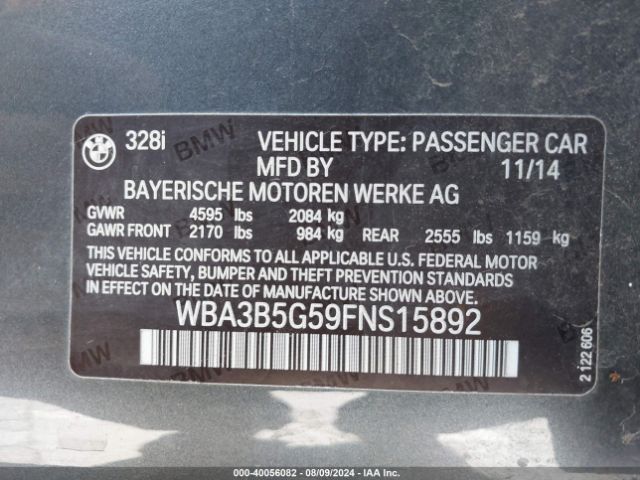 328i VEHICLE TYPE: PASSENGER CAR
MFD BY 11/14
BAYERISCHE MOTOREN WERKE AG
GVWR 4595 lbs 2084 kg
GAWR FRONT 2170 lbs 984 kg REAR 2555 lbs 1159 kg
THIS VEHICLE CONFORMS TO ALL APPLICABLE U.S. FEDERAL MOTOR
VEHICLE SAFETY, BUMPER AND THEFT PREVENTION STANDARDS
IN EFFECT ON THE DATE OF MANUFACTURE SHOWN ABOVE.
WBA3B5G59FNS15892
2 122 606
BMW
BMW
BMW
000-40056082 - 08/09/2024 - IAA Inc.